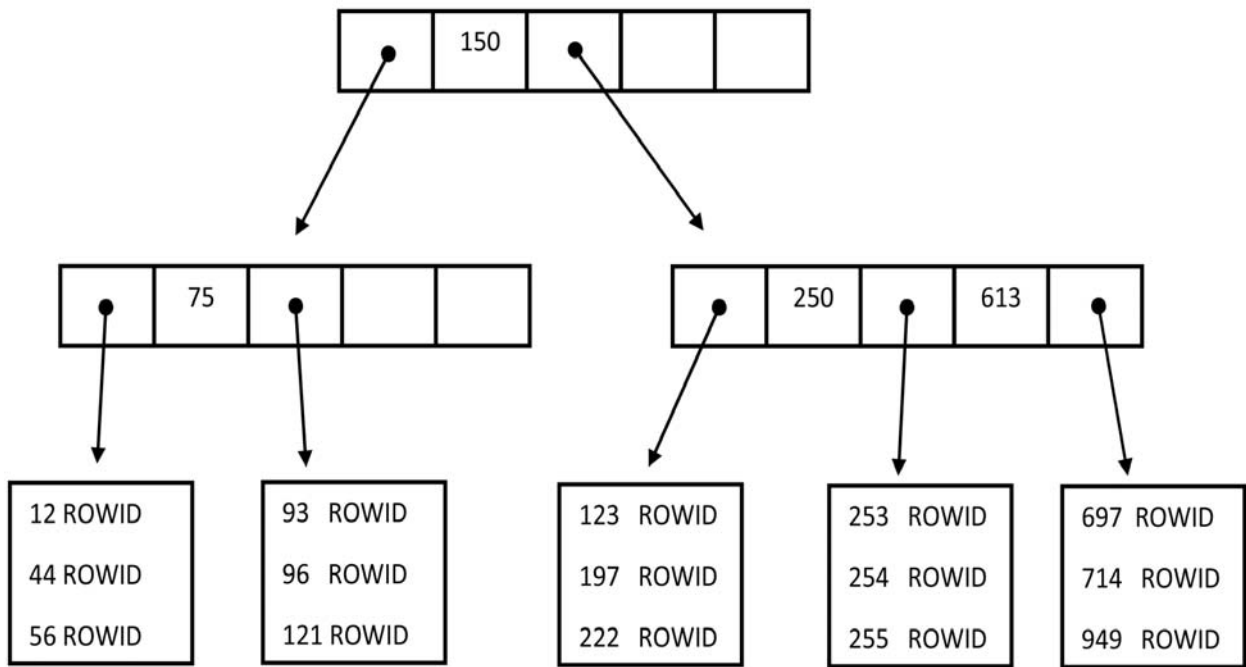 150
75
250 613
12 ROWID
44 ROWID
56 ROWID
93 ROWID
96 ROWID
121 ROWID
123 ROWID
197 ROWID
222 ROWID
253 ROWID
254 ROWID
255 ROWID
697 ROWID
714 ROWID
949 ROWID